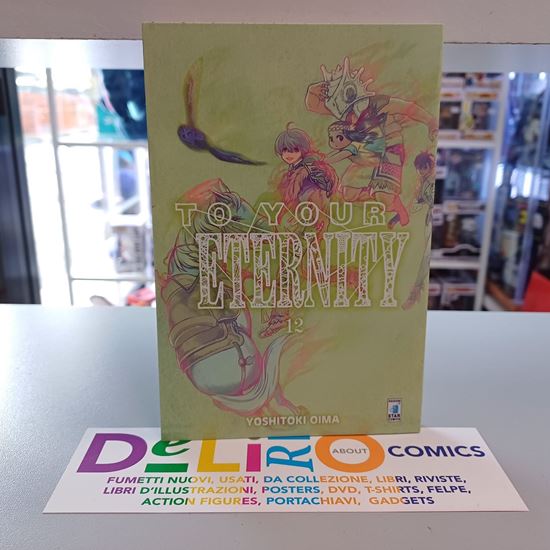 TO YOUR
ETERNITY
12
YOSHITOKI OIMA
STAR
DeLiRiO ABOUT COMICS
FUMETTI NUOVI, USATI, DA COLLEZIONE, LIBRI, RIVISTE,
LIBRI D'ILLUSTRAZIONI, POSTERS, DVD, T-SHIRTS, FELPE,
ACTION FIGURES, PORTACHIAVI, GADGETS